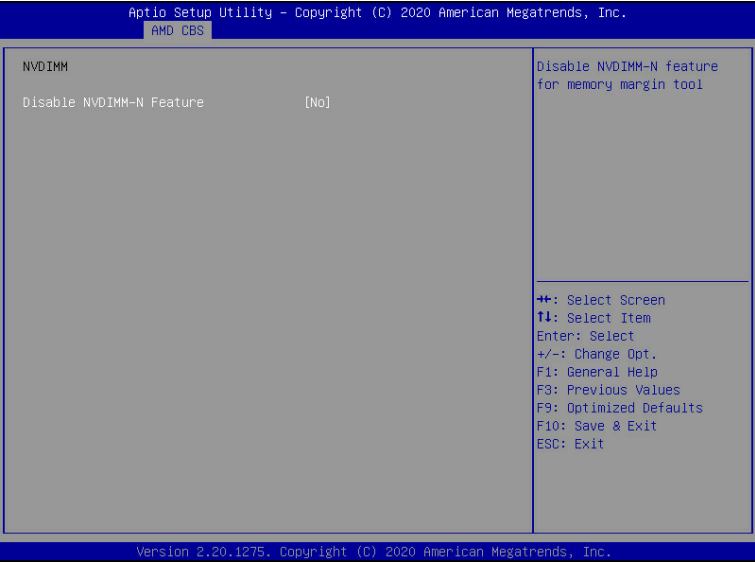 Aptio Setup Utility – Copyright (C) 2020 American Megatrends, Inc.
AMD CBS
NVDIMM
Disable NVDIMM-N Feature [No]
Disable NVDIMM-N feature
for memory margin tool
→←: Select Screen
↑↓: Select Item
Enter: Select
+/-: Change Opt.
F1: General Help
F3: Previous Values
F9: Optimized Defaults
F10: Save & Exit
ESC: Exit
Version 2.20.1275. Copyright (C) 2020 American Megatrends, Inc.